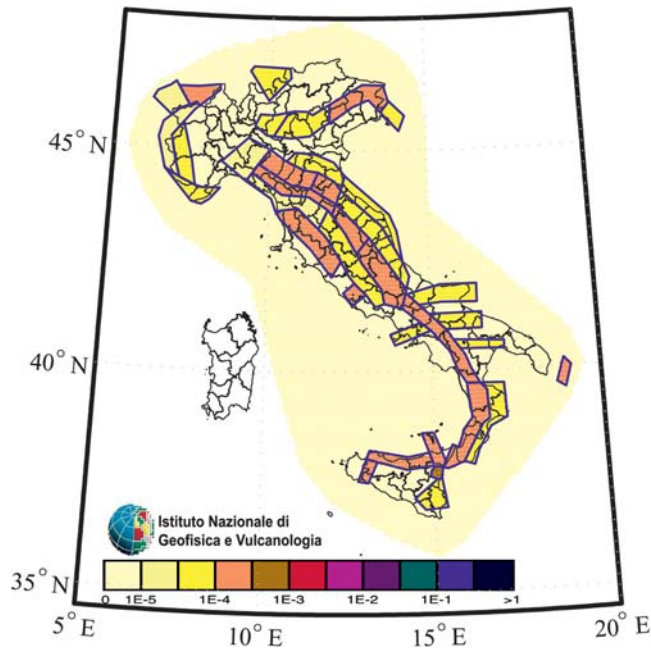 45° N
40° N
35° N
Istituto Nazionale di
Geofisica e Vulcanologia
0 1E-5 1E-4 1E-3 1E-2 1E-1 >1
5° E 10° E 15° E 20° E